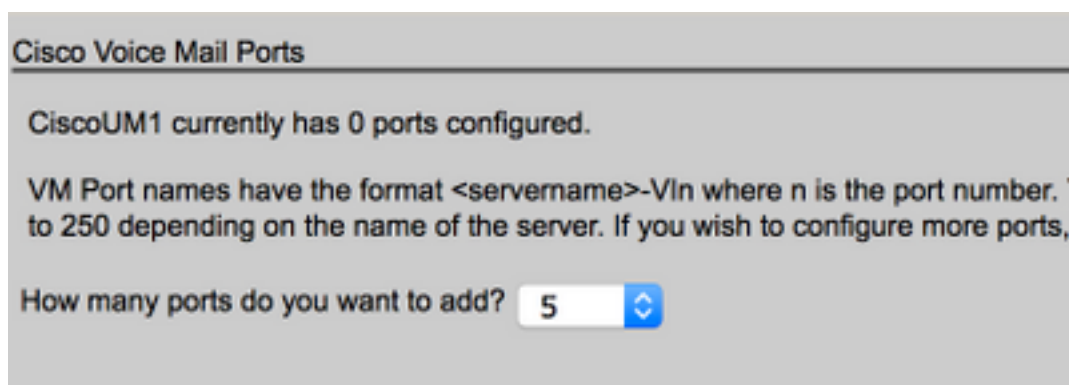 Cisco Voice Mail Ports
CiscoUM1 currently has 0 ports configured.
VM Port names have the format <servername>-VIn where n is the port number.
to 250 depending on the name of the server. If you wish to configure more ports,
How many ports do you want to add? 5